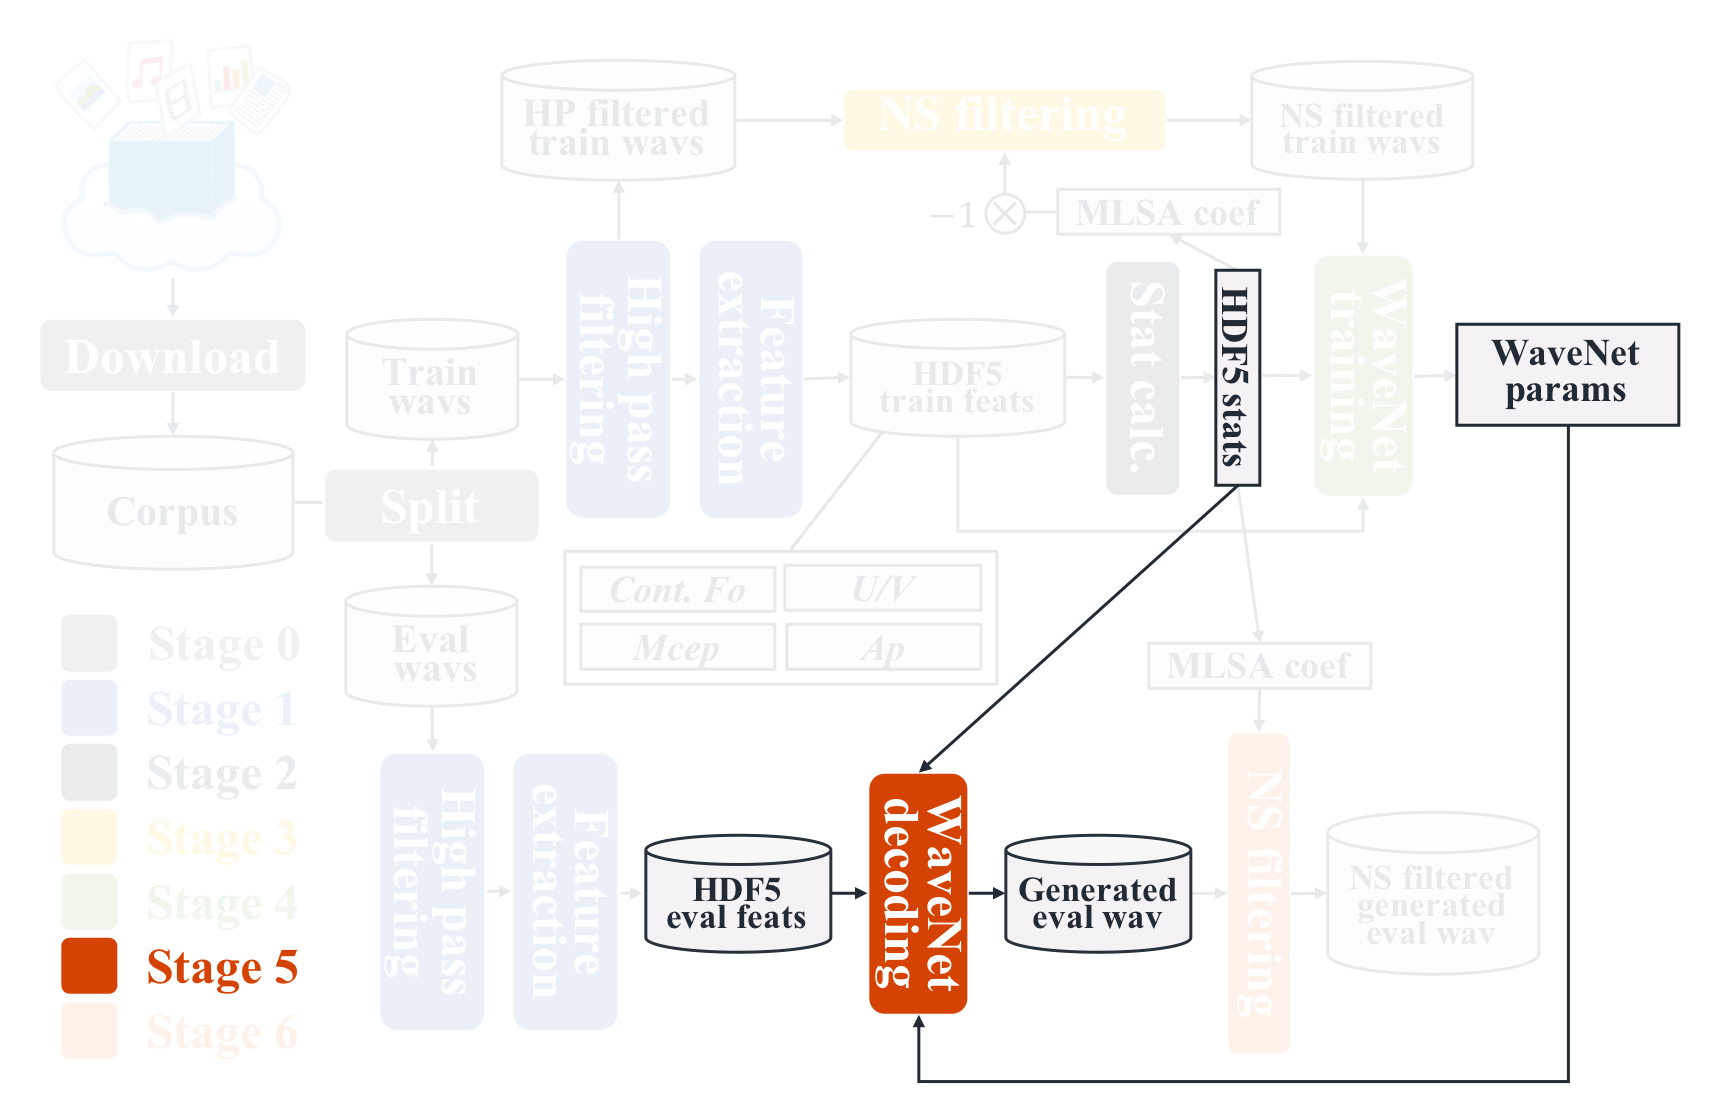 HP filtered
train wavs
NS filtering
NS filtered
train wavs
−1
MLSA coef
Download
Corpus
Train
wavs
Split
Eval
wavs
High pass
filtering
Feature
extraction
HDF5
train feats
Stat calc.
HDF5 stats
WaveNet
training
WaveNet
params
Cont. Fo
U/V
Mcep
Ap
MLSA coef
Stage 0
Stage 1
Stage 2
Stage 3
Stage 4
Stage 5
Stage 6
High pass
filtering
Feature
extraction
HDF5
eval feats
WaveNet
decoding
Generated
eval wav
NS filtering
NS filtered
generated
eval wav